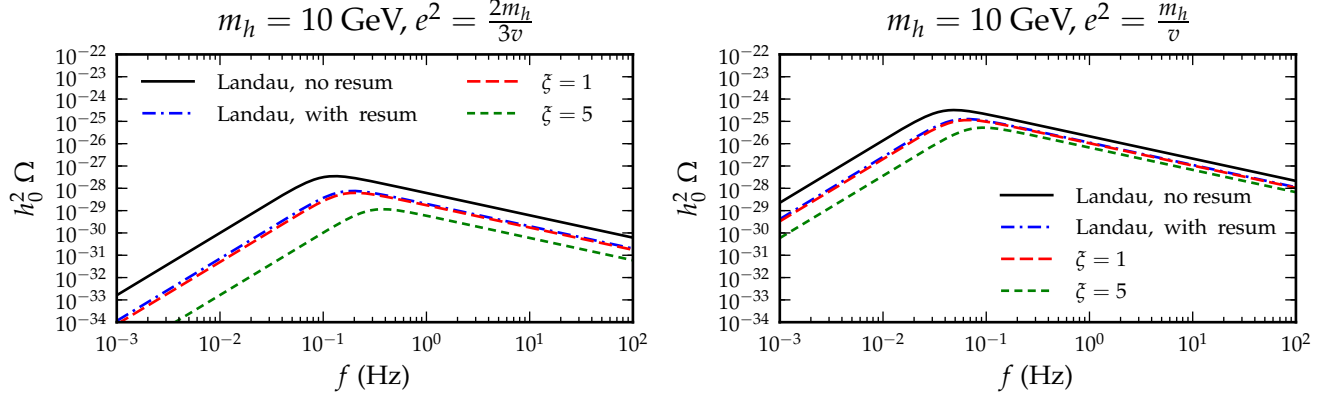 m_h = 10 GeV, e^2 = \frac{2m_h}{3v}
10^{-22}
10^{-23}
10^{-24}
10^{-25}
10^{-26}
10^{-27}
10^{-28}
10^{-29}
10^{-30}
10^{-31}
10^{-32}
10^{-33}
10^{-34}
h_0^2 Ω
Landau, no resum
Landau, with resum
ξ = 1
ξ = 5
10^{-3} 10^{-2} 10^{-1} 10^0 10^1 10^2
f (Hz)
m_h = 10 GeV, e^2 = \frac{m_h}{v}
10^{-22}
10^{-23}
10^{-24}
10^{-25}
10^{-26}
10^{-27}
10^{-28}
10^{-29}
10^{-30}
10^{-31}
10^{-32}
10^{-33}
10^{-34}
h_0^2 Ω
Landau, no resum
Landau, with resum
ξ = 1
ξ = 5
10^{-3} 10^{-2} 10^{-1} 10^0 10^1 10^2
f (Hz)